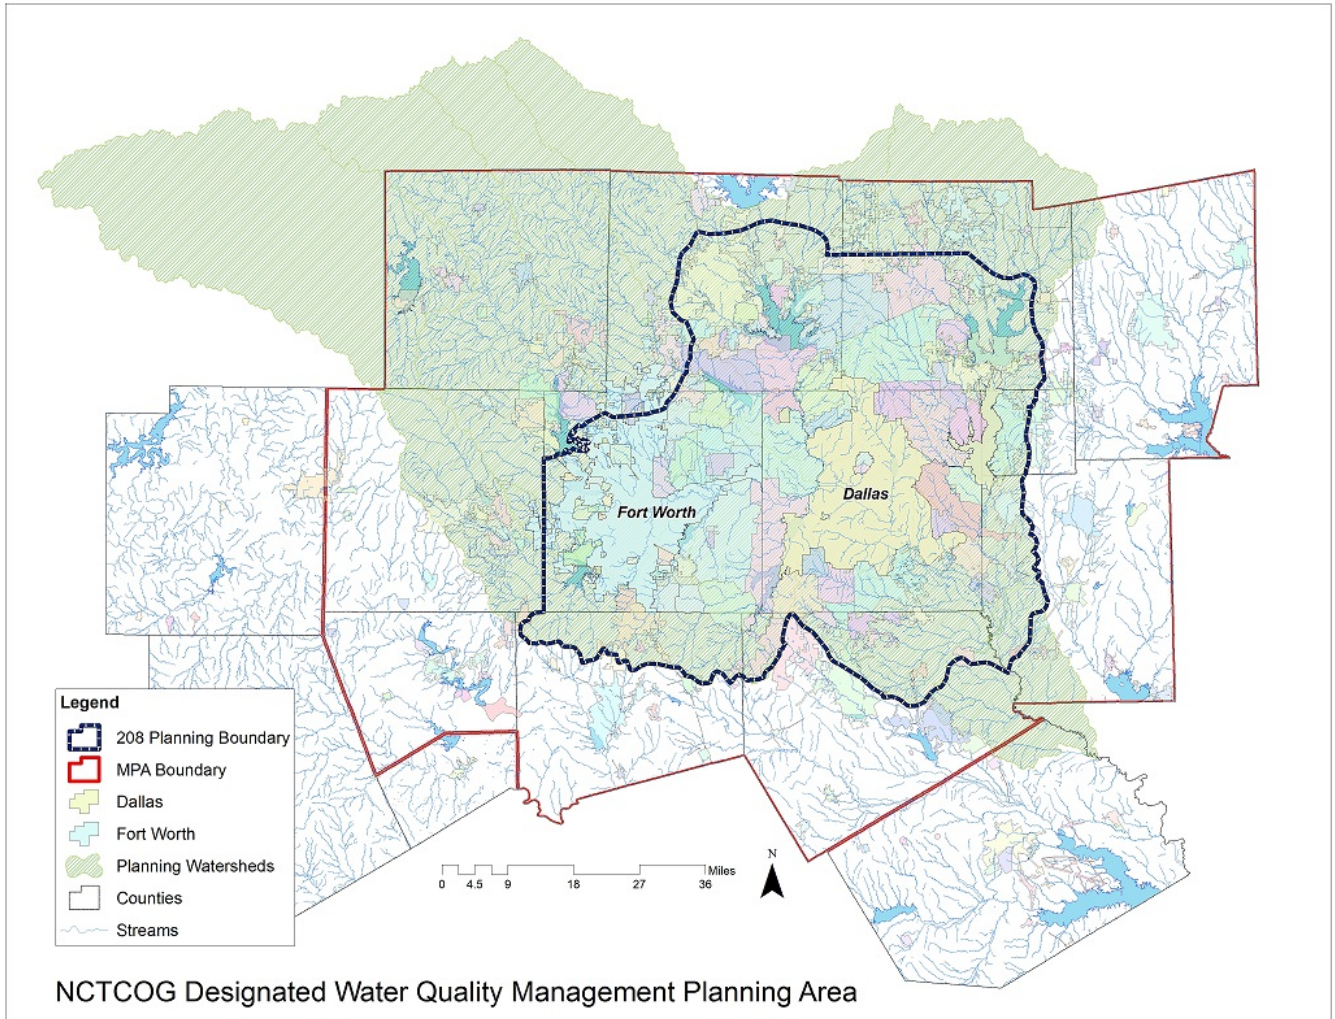 Fort Worth
Dallas
Legend
208 Planning Boundary
MPA Boundary
Dallas
Fort Worth
Planning Watersheds
Counties
Streams
0 4.5 9 18 27 36 Miles
N
NCTCOG Designated Water Quality Management Planning Area